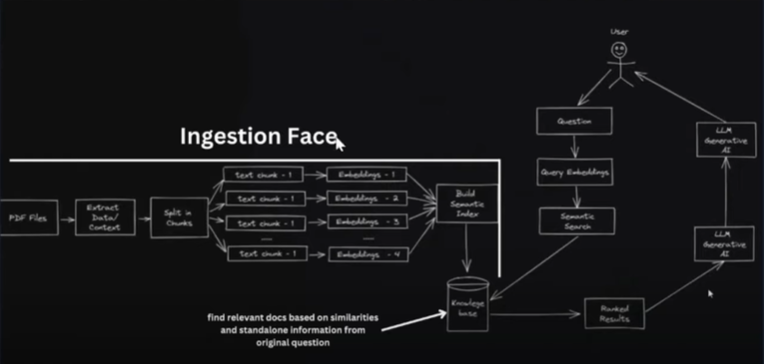 User
Ingestion Face
Question
LLM
Generative
AI
text chunk - 1
Embeddings - 1
PDF Files
Extract
Data/
Context
Split in
Chunks
text chunk - 1
Embeddings - 2
text chunk - 1
Embeddings - 3
text chunk - 1
Embeddings - 4
Build
Semantic
Index
Query Embeddings
Semantic
Search
LLM
Generative
AI
Knowlege
base
Ranked
Results
find relevant docs based on similarities
and standalone information from
original question